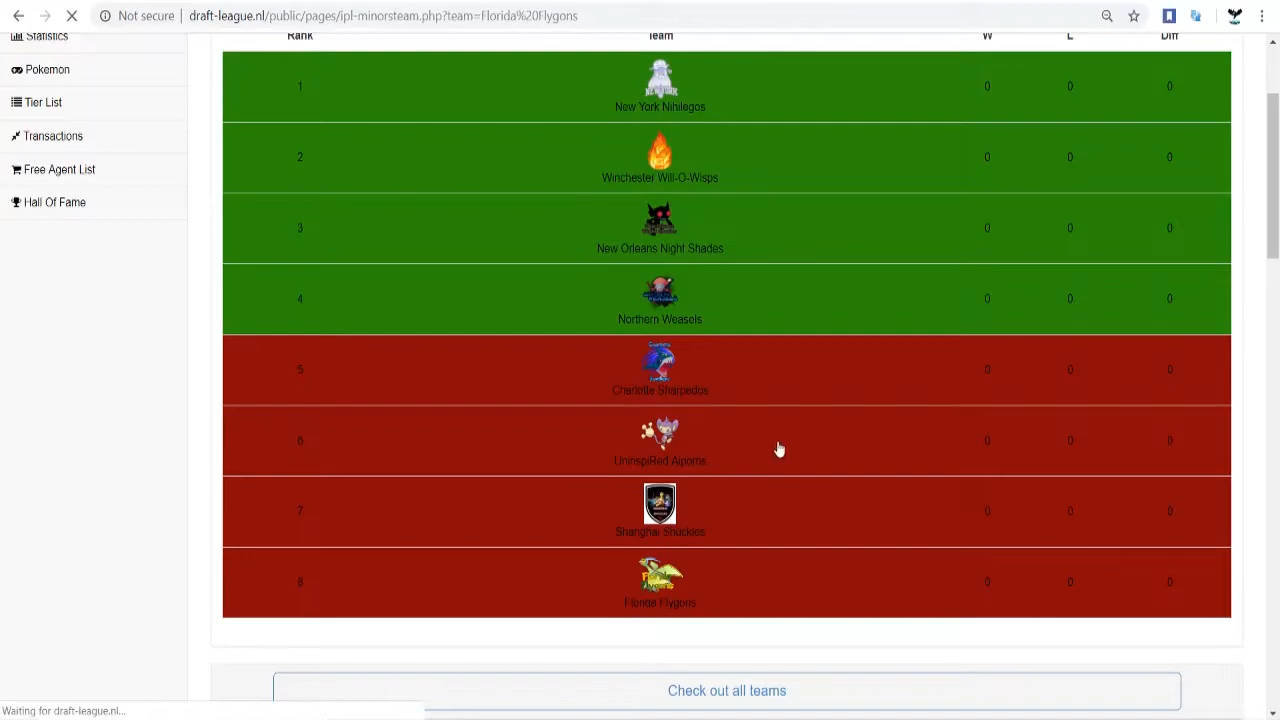 Not secure | draft-league.nl/public/pages/ipl-minorsteam.php?team=Florida%20Flygons
Statistics
Rank Team W L Diff
1 New York Nihilegos 0 0 0
Pokemon
Tier List
2 Winchester Will-O-Wisps 0 0 0
Transactions
Free Agent List
Hall Of Fame
3 New Orleans Night Shades 0 0 0
4 Northern Weasels 0 0 0
5 Charlotte Sharpedos 0 0 0
6 UninspiRed Aipoms 0 0 0
7 Shanghai Shuckles 0 0 0
8 Florida Flygons 0 0 0
Check out all teams
Waiting for draft-league.nl...